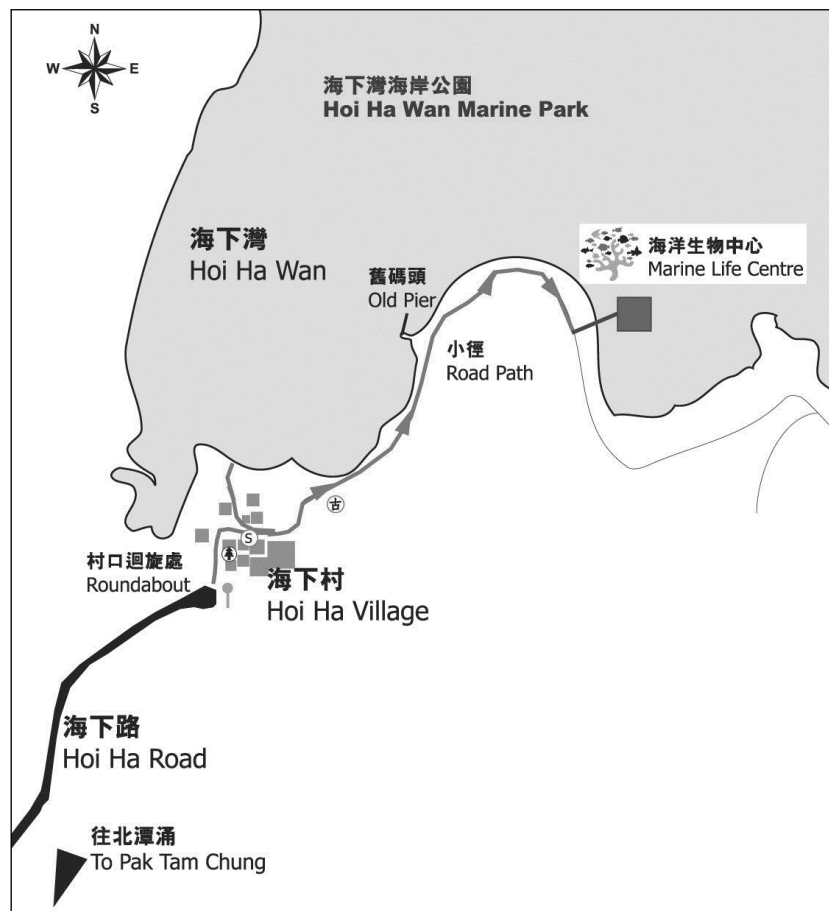 N
W E
S
海下灣海岸公園
Hoi Ha Wan Marine Park
海下灣
Hoi Ha Wan
海洋生物中心
Marine Life Centre
舊碼頭
Old Pier
小徑
Road Path
古
S
村口迴旋處
Roundabout
海下村
Hoi Ha Village
海下路
Hoi Ha Road
往北潭涌
To Pak Tam Chung